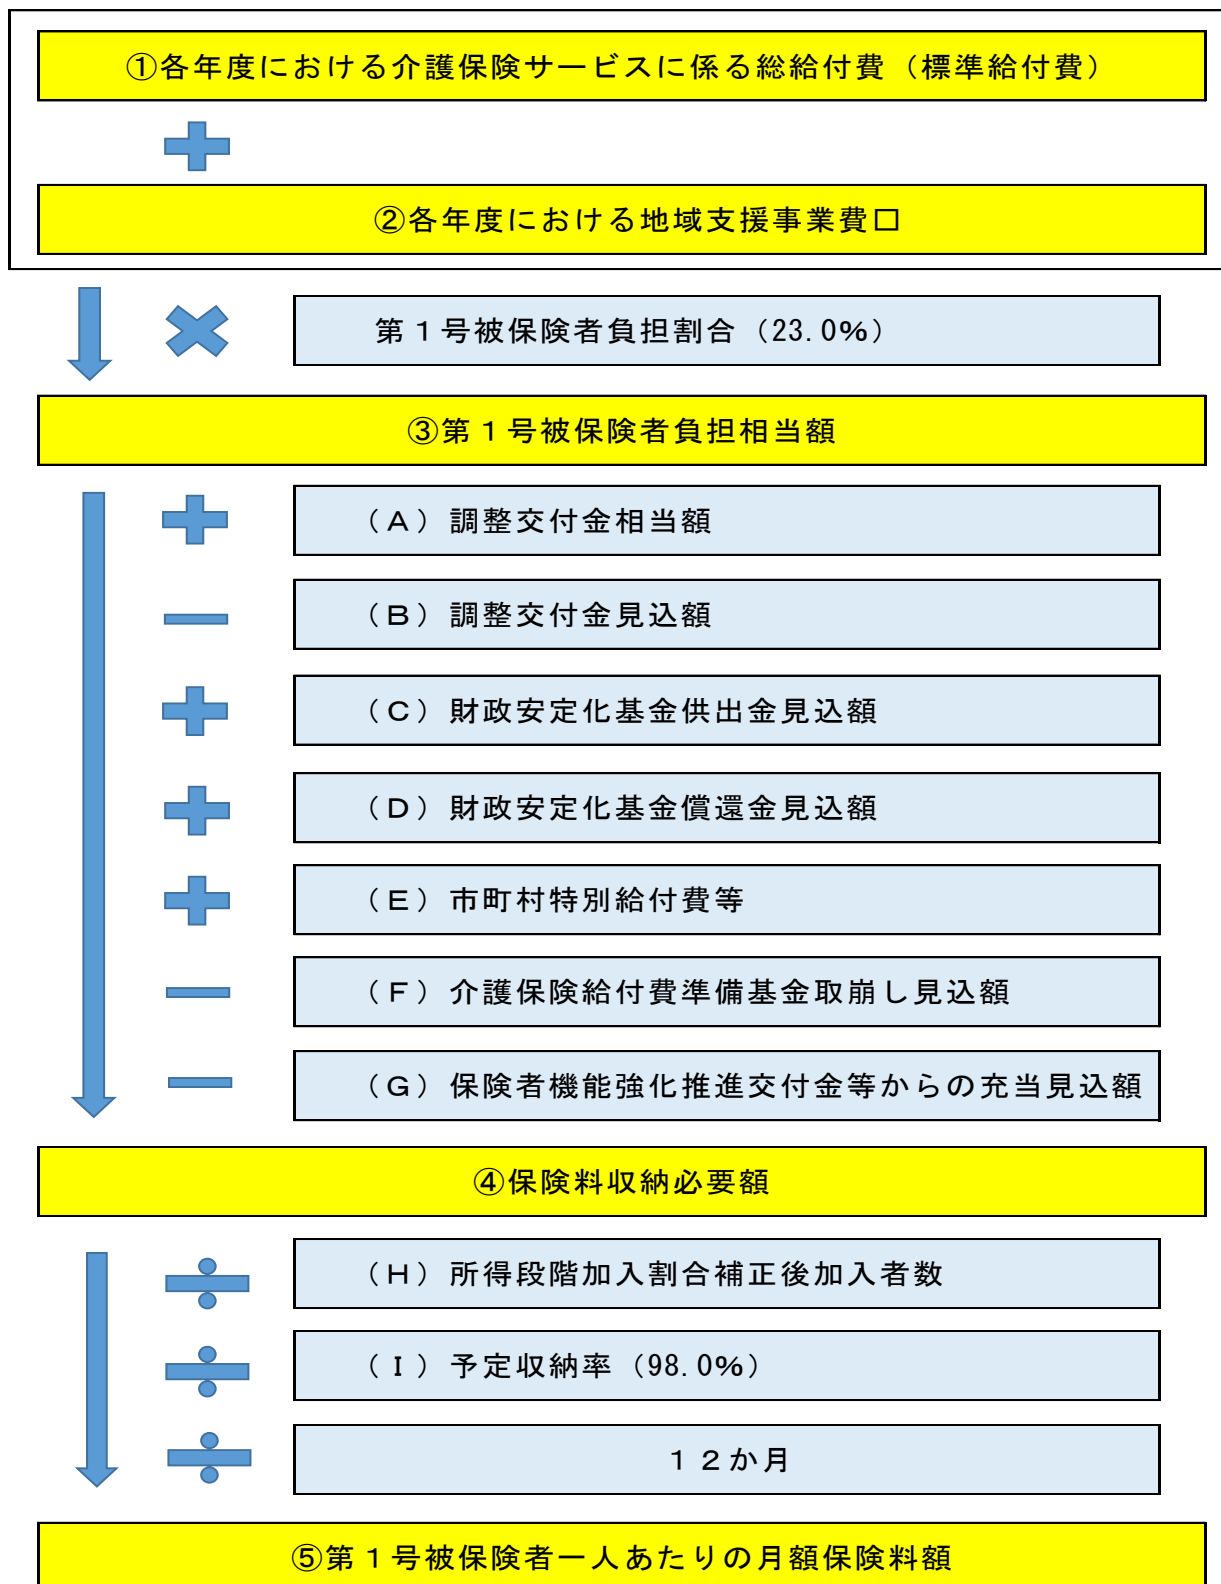 ①各年度における介護保険サービスに係る総給付費（標準給付費）
②各年度における地域支援事業費口
第１号被保険者負担割合（23.0%）
③第１号被保険者負担相当額
（Ａ）調整交付金相当額
（Ｂ）調整交付金見込額
（Ｃ）財政安定化基金供出金見込額
（Ｄ）財政安定化基金償還金見込額
（Ｅ）市町村特別給付費等
（Ｆ）介護保険給付費準備基金取崩し見込額
（Ｇ）保険者機能強化推進交付金等からの充当見込額
④保険料収納必要額
（Ｈ）所得段階加入割合補正後加入者数
（Ｉ）予定収納率（98.0%）
１２か月
⑤第１号被保険者一人あたりの月額保険料額